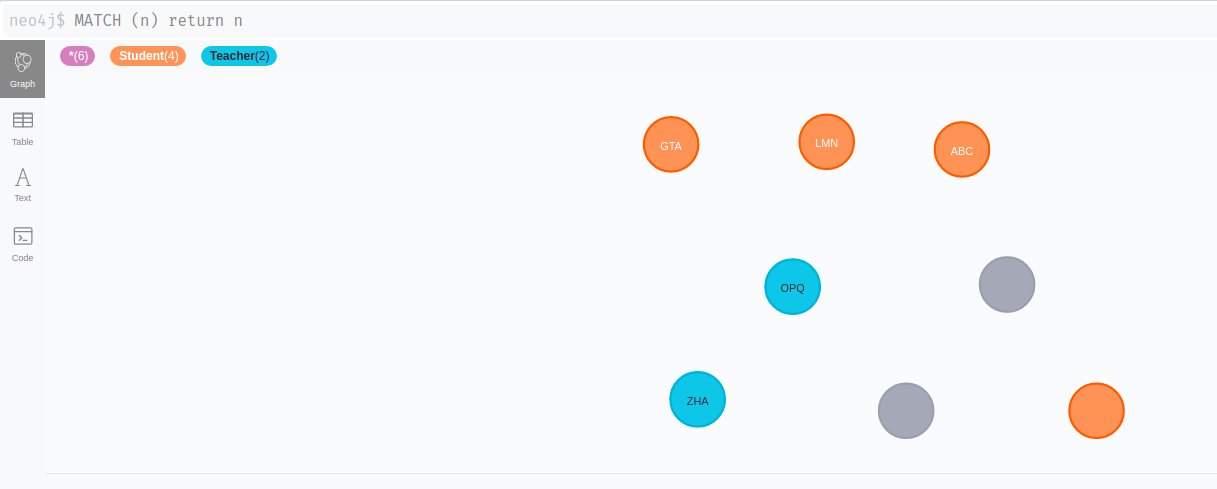 neo4j$ MATCH (n) return n
*(6) Student(4) Teacher(2)
Graph
Table
Text
Code
GTA LMN ABC
OPQ
ZHA